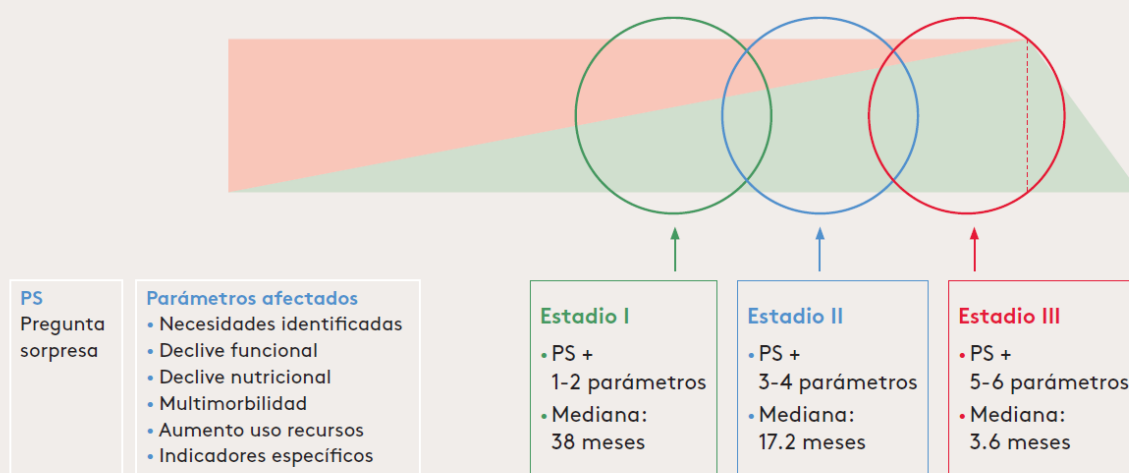 PS
Pregunta
sorpresa
Parámetros afectados
• Necesidades identificadas
• Declive funcional
• Declive nutricional
• Multimorbilidad
• Aumento uso recursos
• Indicadores específicos
Estadio I
• PS +
1-2 parámetros
• Mediana:
38 meses
Estadio II
• PS +
3-4 parámetros
• Mediana:
17.2 meses
Estadio III
• PS +
5-6 parámetros
• Mediana:
3.6 meses